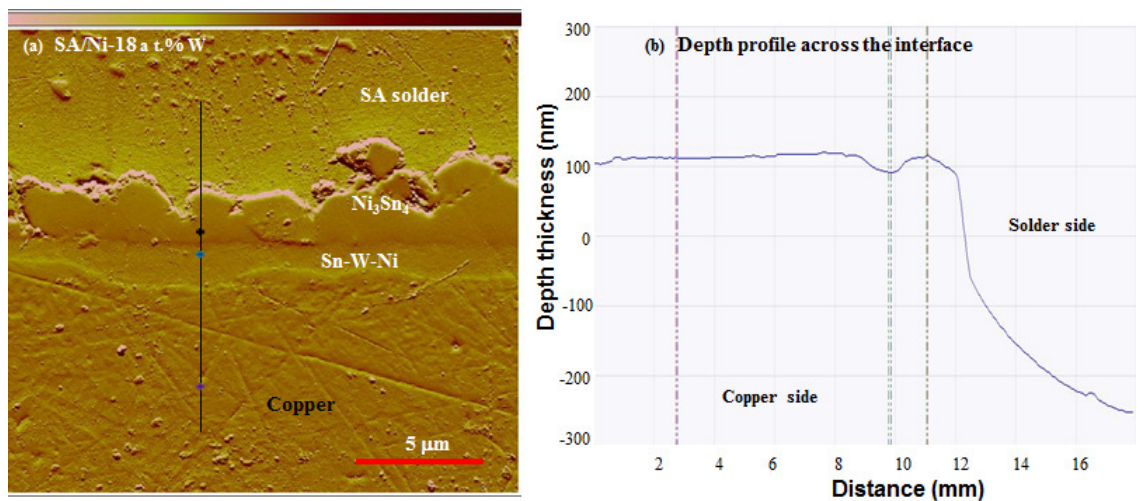 (a) SA/Ni-18 a t.% W
SA solder
Ni₃Sn₄
Sn-W-Ni
Copper
5 µm
(b) Depth profile across the interface
Depth thickness (nm)
300
200
100
0
-100
-200
-300
Solder side
Copper side
2 4 6 8 10 12 14 16
Distance (mm)